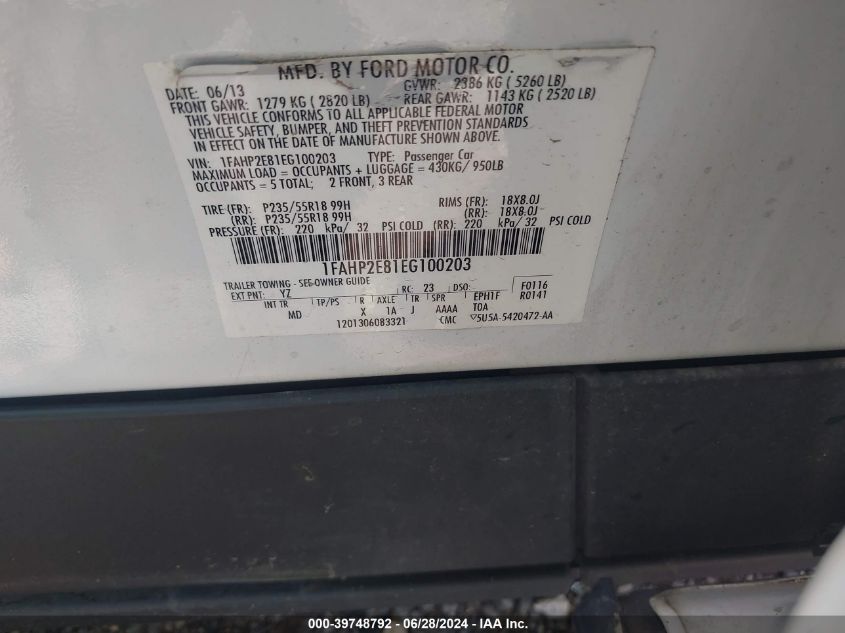 MFD. BY FORD MOTOR CO.
DATE: 06/13 GVWR: 2386 KG ( 5260 LB)
FRONT GAWR: 1279 KG ( 2820 LB) REAR GAWR: 1143 KG ( 2520 LB)
THIS VEHICLE CONFORMS TO ALL APPLICABLE FEDERAL MOTOR
VEHICLE SAFETY, BUMPER, AND THEFT PREVENTION STANDARDS
IN EFFECT ON THE DATE OF MANUFACTURE SHOWN ABOVE.
VIN: 1FAHP2E81EG100203 TYPE: Passenger Car
MAXIMUM LOAD = OCCUPANTS + LUGGAGE = 430KG/ 950LB
OCCUPANTS = 5 TOTAL; 2 FRONT, 3 REAR
TIRE (FR): P235/55R18 99H RIMS (FR): 18X8.0J
(RR): P235/55R18 99H (RR): 18X8.0J
PRESSURE (FR): 220 kPa/ 32 PSI COLD (RR): 220 kPa/ 32 PSI COLD
1FAHP2E81EG100203
TRAILER TOWING - SEE OWNER GUIDE
EXT PNT: YZ RC: 23 DSO: F0116
INT TR TP/PS R AXLE TR SPR EPH1F R0141
MD X 1A J AAAA TOA
1201306083321 CMC 5U5A-5420472-AA
000-39748792 - 06/28/2024 - IAA Inc.